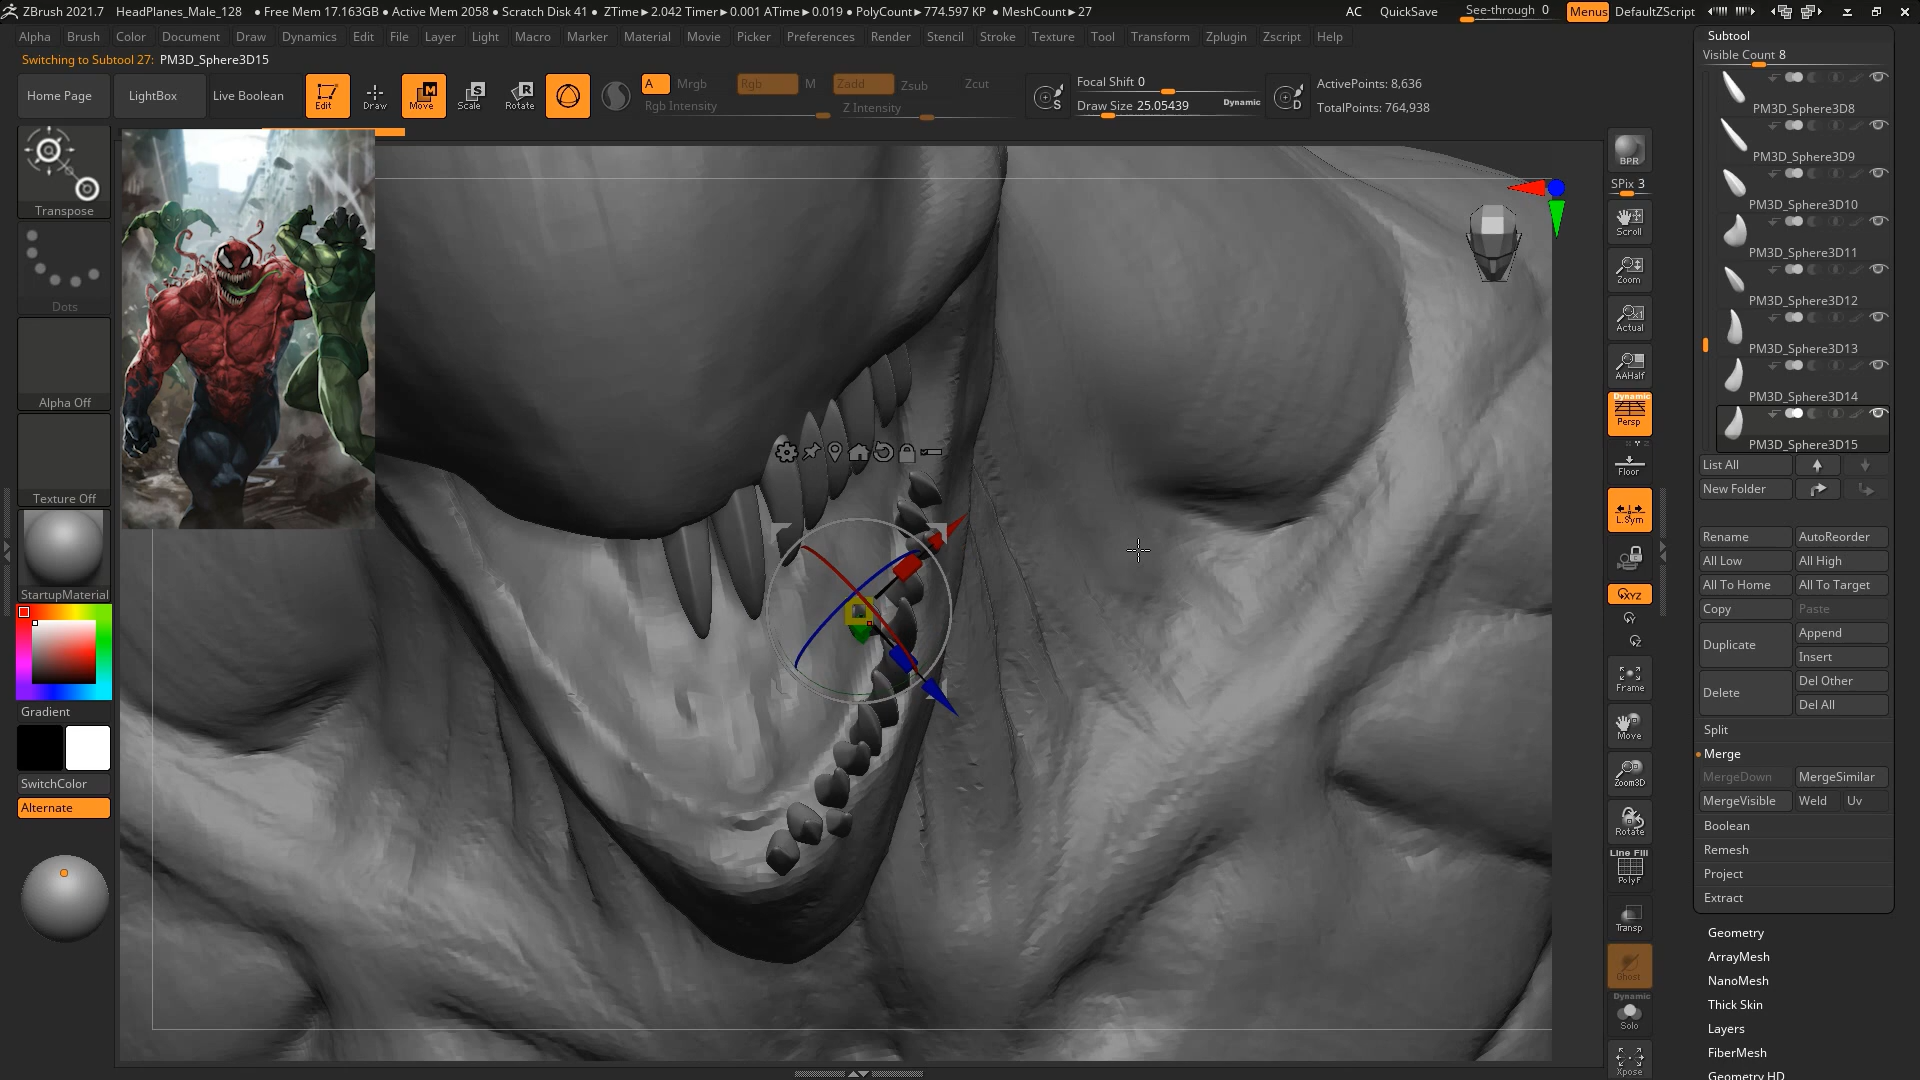 ZBrush 2021.7 HeadPlanes_Male_128 • Free Mem 17.163GB • Active Mem 2058 • Scratch Disk 41 • ZTime►2.042 Timer►0.001 ATime►0.019 • PolyCount►774.597 KP • MeshCount►27 AC QuickSave See-through 0 Menus DefaultZScript
Alpha Brush Color Document Draw Dynamics Edit File Layer Light Macro Marker Material Movie Picker Preferences Render Stencil Stroke Texture Tool Transform Zplugin Zscript Help
Switching to Subtool 27: PM3D_Sphere3D15
Home Page LightBox Live Boolean Edit Draw Move Scale Rotate A Mrgb Rgb M Zadd Zsub Zcut
Rgb Intensity Z Intensity
Focal Shift 0
Draw Size 25.05439 Dynamic
ActivePoints: 8,636
TotalPoints: 764,938
Transpose
Dots
Alpha Off
Texture Off
StartupMaterial
Gradient
SwitchColor
Alternate
BPR
SPix 3
Scroll
Zoom
Actual
AAHalf
Dynamic
Persp
Floor
L.Sym
XYZ
Y
Z
Frame
Move
Zoom3D
Rotate
Line Fill
PolyF
Transp
Ghost
Dynamic
Solo
Xpose
Subtool
Visible Count 8
PM3D_Sphere3D8
PM3D_Sphere3D9
PM3D_Sphere3D10
PM3D_Sphere3D11
PM3D_Sphere3D12
PM3D_Sphere3D13
PM3D_Sphere3D14
PM3D_Sphere3D15
List All
New Folder
Rename AutoReorder
All Low All High
All To Home All To Target
Copy Paste
Duplicate Append
Insert
Delete Del Other
Del All
Split
Merge
MergeDown MergeSimilar
MergeVisible Weld Uv
Boolean
Remesh
Project
Extract
Geometry
ArrayMesh
NanoMesh
Thick Skin
Layers
FiberMesh
Geometry HD